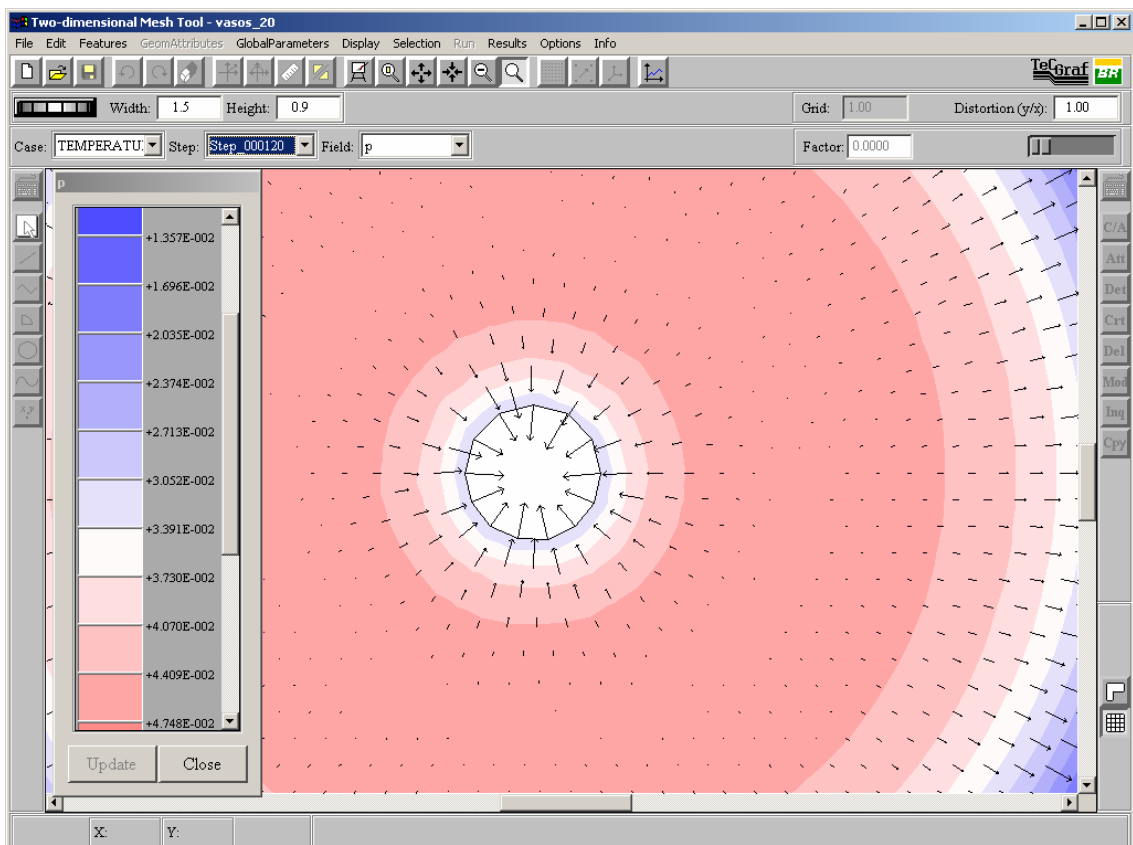 Two-dimensional Mesh Tool - vasos_20
File Edit Features GeomAttributes GlobalParameters Display Selection Run Results Options Info
TeCGraf BR
Width: 1.5 Height: 0.9 Grid: 1.00 Distortion (y/x): 1.00
Case: TEMPERATU Step: Step_000120 Field: p Factor: 0.0000
p
+1.357E-002
+1.696E-002
+2.035E-002
+2.374E-002
+2.713E-002
+3.052E-002
+3.391E-002
+3.730E-002
+4.070E-002
+4.409E-002
+4.748E-002
Update Close
x,y
C/A
Att
Det
Crt
Del
Mod
Inq
Cpy
X: Y: